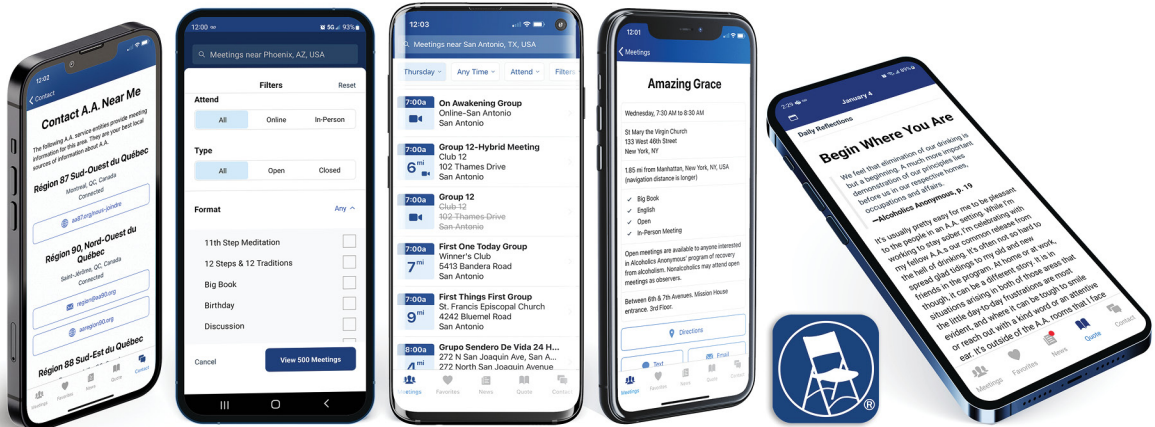 12:02
Contact
Contact A.A. Near Me
The following A.A. service entities provide meeting
information for this area. They are your best local
sources of information about A.A.
Région 87 Sud-Ouest du Québec
Montreal, QC, Canada
Connected
aa87.org/nous-joindre
Région 90, Nord-Ouest du
Québec
Saint-Jérôme, QC, Canada
Connected
region@aa90.org
aaregion90.org
Région 88 Sud-Est du Québec
Meetings
Favorites
News
Quote
Contact
12:00
5G
93%
Meetings near Phoenix, AZ, USA
Filters
Reset
Attend
All
Online
In-Person
Type
All
Open
Closed
Format
Any
11th Step Meditation
12 Steps & 12 Traditions
Big Book
Birthday
Discussion
Cancel
View 500 Meetings
12:03
Meetings near San Antonio, TX, USA
Thursday
Any Time
Attend
Filters
7:00a
On Awakening Group
Online-San Antonio
San Antonio
7:00a
6 mi
Group 12-Hybrid Meeting
Club 12
102 Thames Drive
San Antonio
7:00a
Group 12
Club 12
102 Thames Drive
San Antonio
7:00a
7 mi
First One Today Group
Winner's Club
5413 Bandera Road
San Antonio
7:00a
9 mi
First Things First Group
St. Francis Episcopal Church
4242 Bluemel Road
San Antonio
8:00a
mi
Grupo Sendero De Vida 24 H...
272 N San Joaquin Ave, San A...
272 North San Joaquin Avenue
Meetings
Favorites
News
Quote
Contact
12:01
Meetings
Amazing Grace
Wednesday, 7:30 AM to 8:30 AM
St Mary the Virgin Church
133 West 46th Street
New York, NY
1.85 mi from Manhattan, New York, NY, USA
(navigation distance is longer)
Big Book
English
Open
In-Person Meeting
Open meetings are available to anyone interested
in Alcoholics Anonymous' program of recovery
from alcoholism. Nonalcoholics may attend open
meetings as observers.
Between 6th & 7th Avenues. Mission House
entrance. 3rd Floor.
Directions
Text
Email
Meetings
Favorites
News
Quote
Contact
®
2:29
89%
January 4
Daily Reflections
Begin Where You Are
We feel that elimination of our drinking is
but a beginning. A much more important
demonstration of our principles lies
before us in our respective homes,
occupations and affairs.
—Alcoholics Anonymous, p. 19
It's usually pretty easy for me to be pleasant
to the people in an A.A. setting. While I'm
working to stay sober, I'm celebrating with
my fellow A.A.s our common release from
the hell of drinking. It's often not so hard to
spread glad tidings to my old and new
friends in the program. At home or at work,
though, it can be a different story. It is in
situations arising in both of those areas that
the little day-to-day frustrations are most
evident, and where it can be tough to smile
or reach out with a kind word or an attentive
ear. It's outside of the A.A. rooms that I face
Meetings
Favorites
News
Quote
Contact